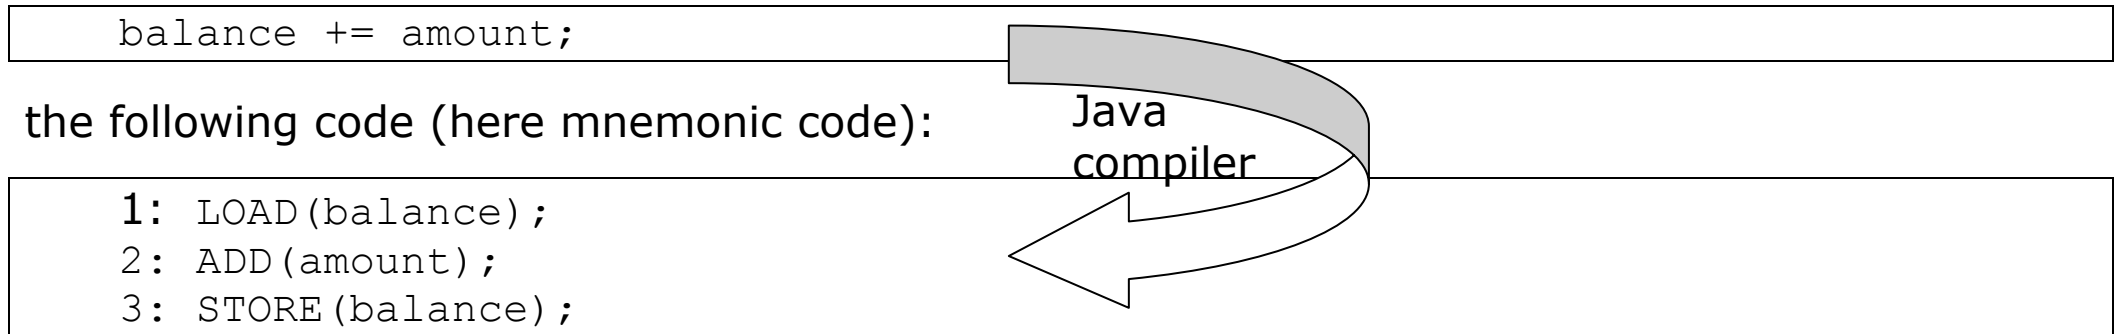 balance += amount;
the following code (here mnemonic code):
Java
compiler
1: LOAD(balance);
2: ADD(amount);
3: STORE(balance);